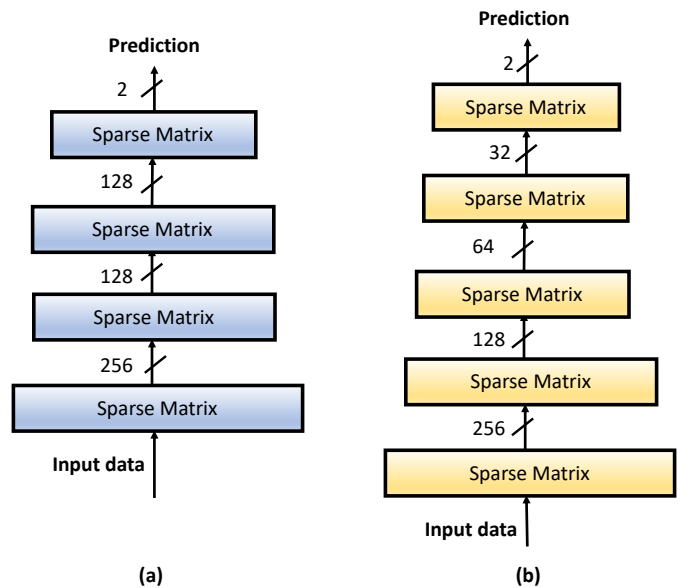 Prediction
2
Sparse Matrix
128
Sparse Matrix
128
Sparse Matrix
256
Sparse Matrix
Input data
(a)
Prediction
2
Sparse Matrix
32
Sparse Matrix
64
Sparse Matrix
128
Sparse Matrix
256
Sparse Matrix
Input data
(b)